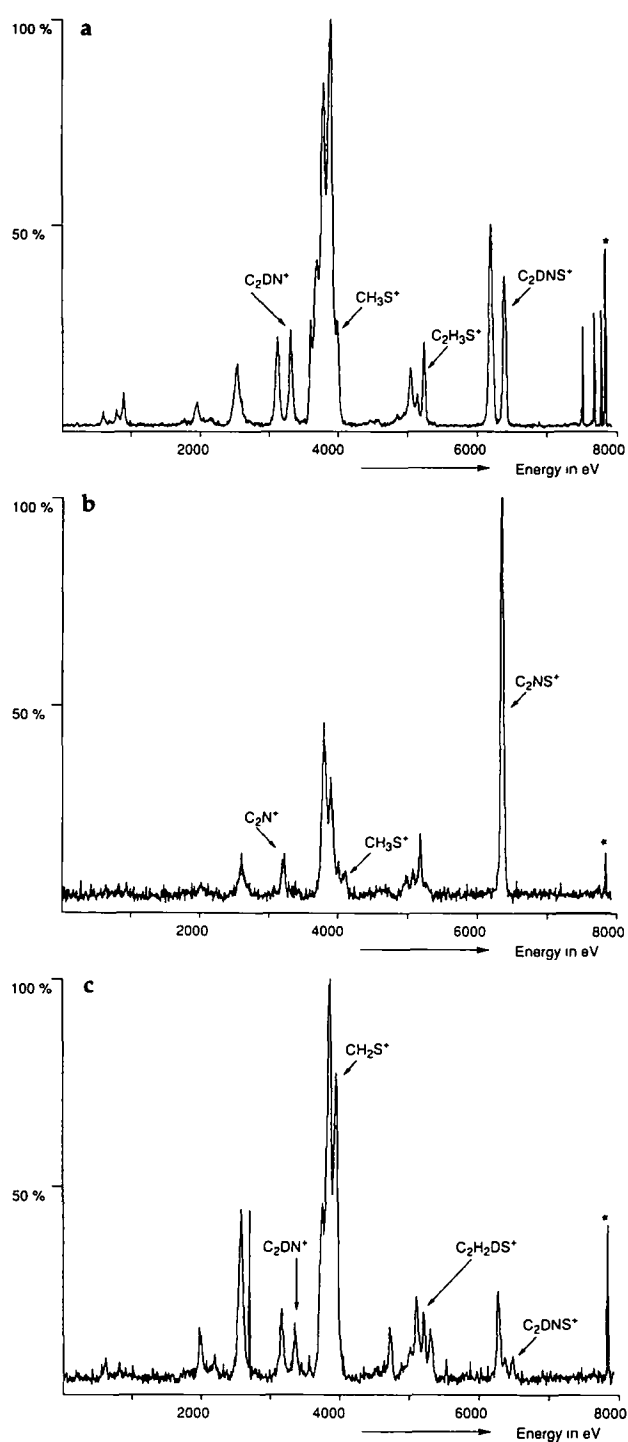 a
100 %
*
50 %
C₂DN⁺
CH₃S⁺
C₂DNS⁺
C₂H₃S⁺
2000 4000 6000 8000
Energy in eV
b
100 %
C₂NS⁺
50 %
C₂N⁺
CH₃S⁺
*
2000 4000 6000 8000
Energy in eV
c
100 %
CH₂S⁺
50 %
*
C₂DN⁺
C₂H₂DS⁺
C₂DNS⁺
2000 4000 6000 8000
Energy in eV